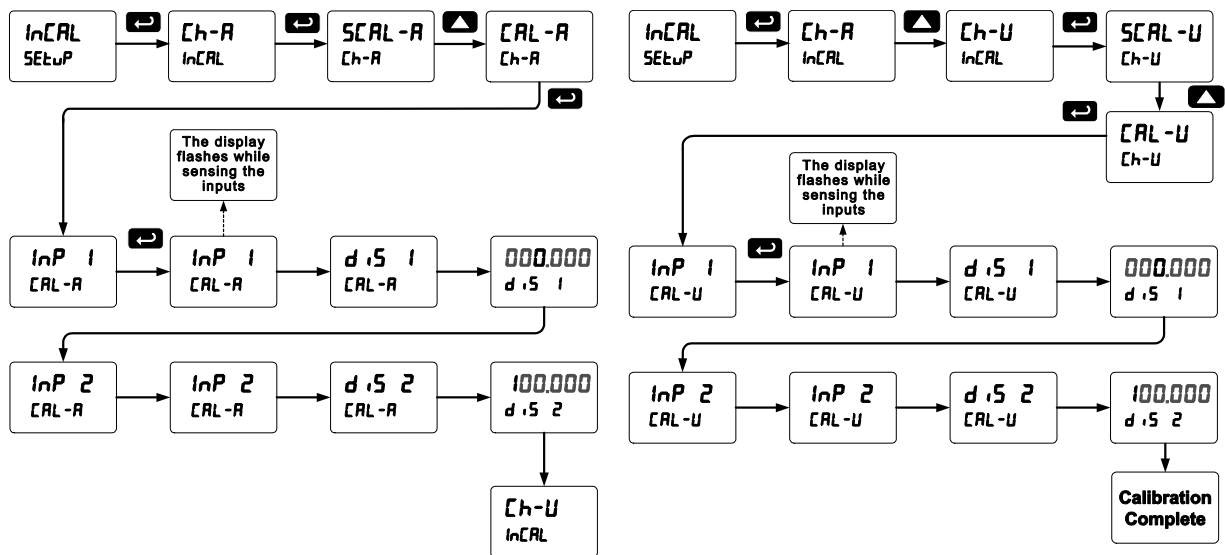 InCAL
SEtuP
Ch-A
InCAL
SCAL-A
Ch-A
CAL-A
Ch-A
The display
flashes while
sensing the
inputs
InP 1
CAL-A
InP 1
CAL-A
diS 1
CAL-A
000.000
diS 1
InP 2
CAL-A
InP 2
CAL-A
diS 2
CAL-A
100.000
diS 2
Ch-U
InCAL
InCAL
SEtuP
Ch-A
InCAL
Ch-U
InCAL
SCAL-U
Ch-U
CAL-U
Ch-U
The display
flashes while
sensing the
inputs
InP 1
CAL-U
InP 1
CAL-U
diS 1
CAL-U
000.000
diS 1
InP 2
CAL-U
InP 2
CAL-U
diS 2
CAL-U
100.000
diS 2
Calibration
Complete